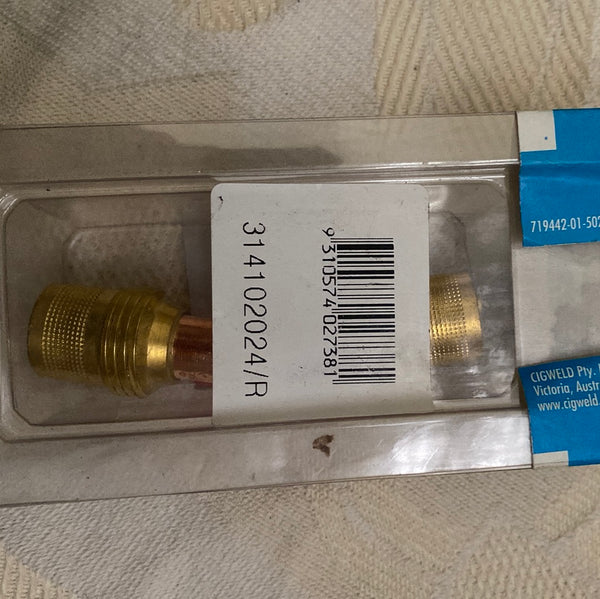 314102024/R
9 310574 027381
719442-01-502
CIGWELD Pty.
Victoria, Austr
www.cigweld.